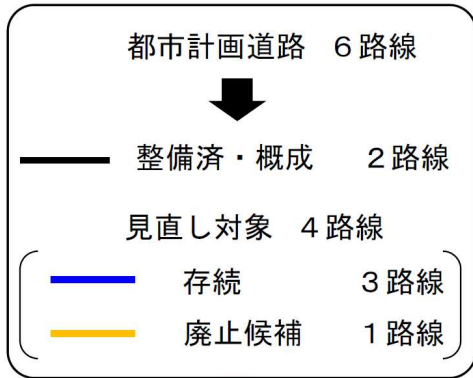 都市計画道路　６路線
整備済・概成　２路線
見直し対象　４路線
存続　３路線
廃止候補　１路線